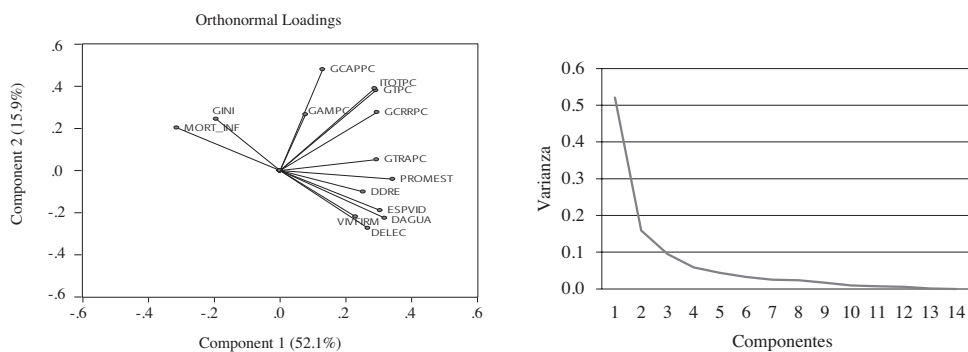 Orthonormal Loadings
Component 2 (15.9%)
.6
.4
.2
.0
-.2
-.4
-.6
-.6
-.4
-.2
.0
.2
.4
.6
Component 1 (52.1%)
GCAPPC
ITOTPC
GTPC
GAMPC
GCRRPC
GINI
MORT_INF
GTRAPC
PROMEST
DDRE
ESPVID
DAGUA
VIVFIRM
DELEC
Varianza
0.6
0.5
0.4
0.3
0.2
0.1
0.0
1 2 3 4 5 6 7 8 9 10 11 12 13 14
Componentes